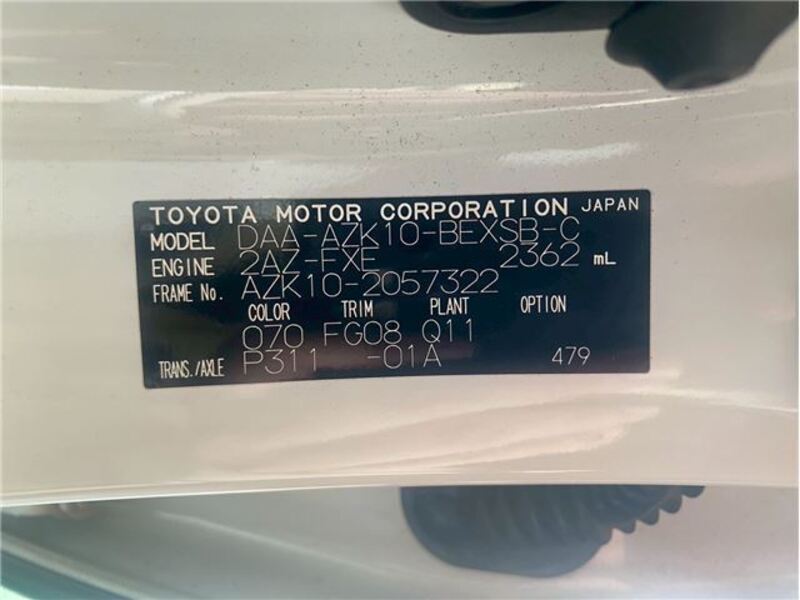 TOYOTA MOTOR CORPORATION JAPAN
MODEL DAA-AZK10-BEXSB-C
ENGINE 2AZ-FXE 2362 mL
FRAME No. AZK10-2057322
COLOR TRIM PLANT OPTION
070 FG08 Q11
TRANS./AXLE P311 -01A 479